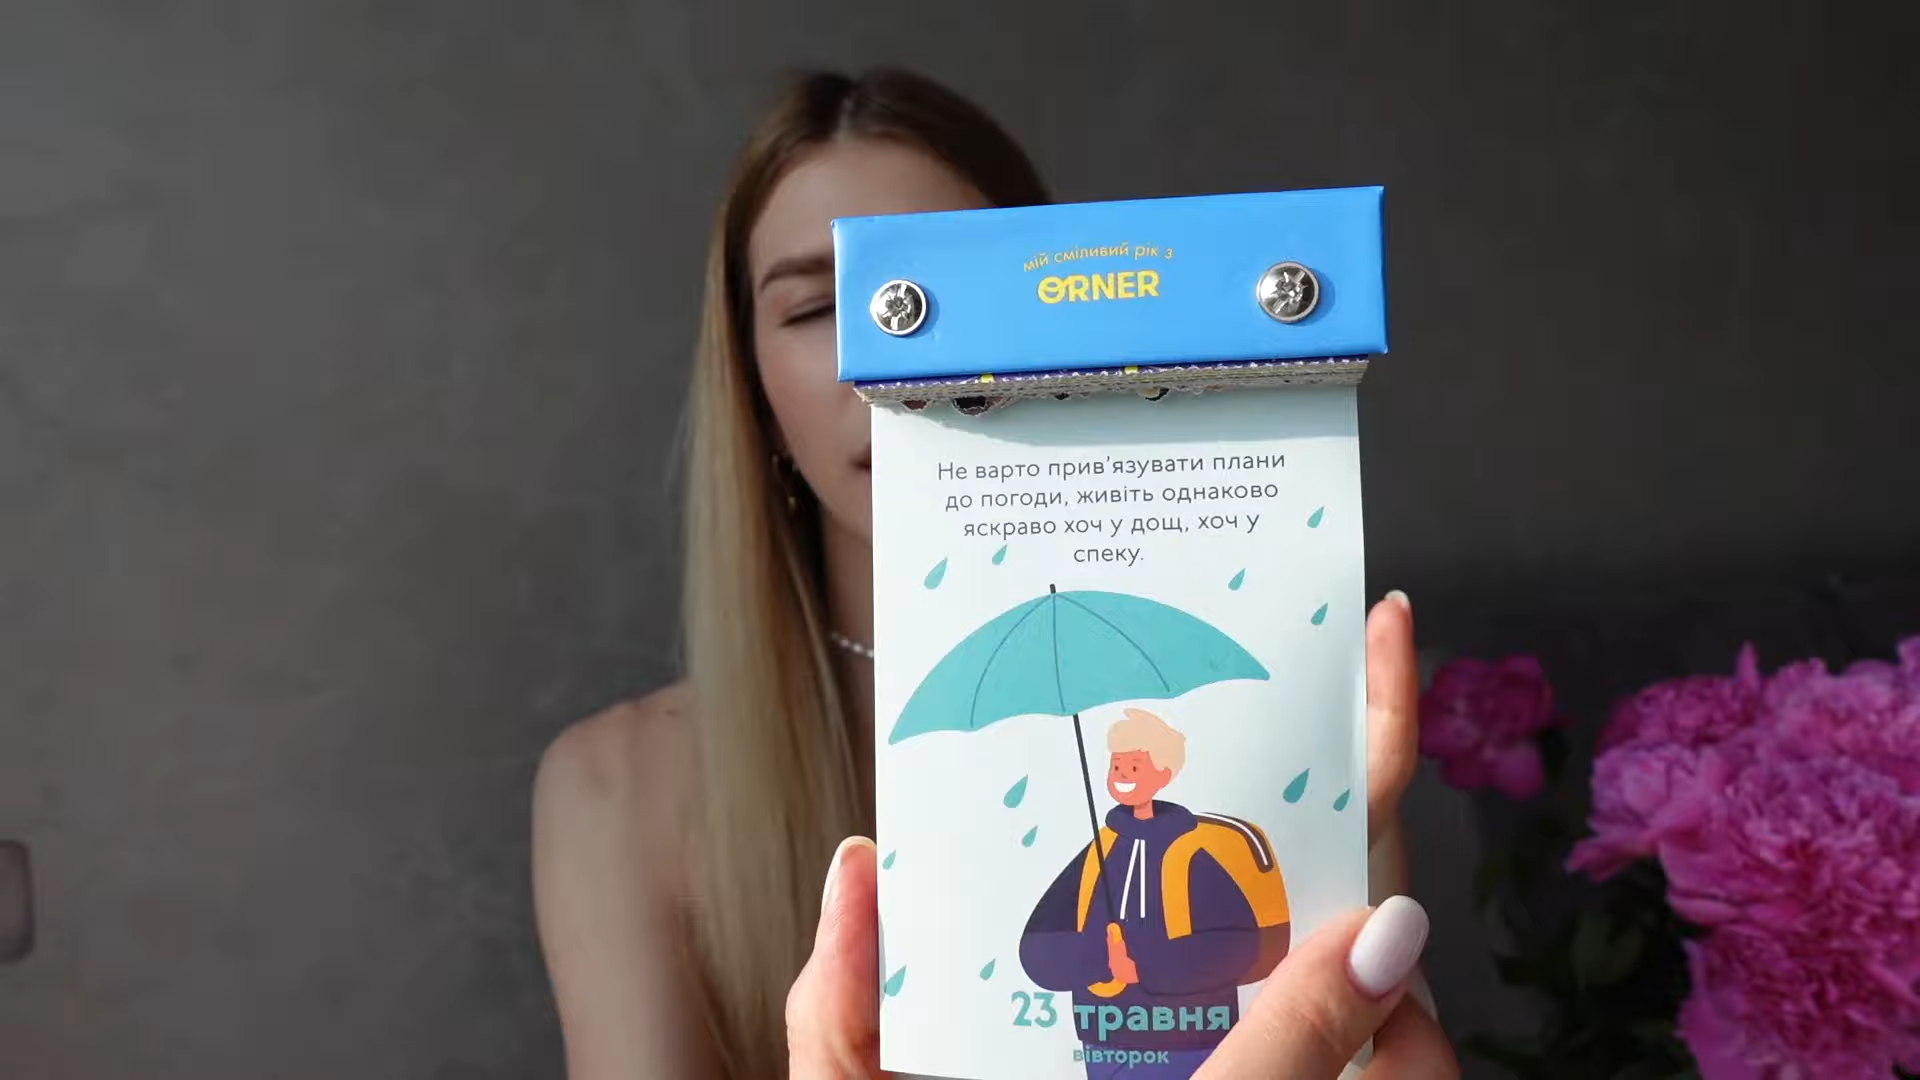 мій сміливий рік з
ORNER
Не варто прив'язувати плани
до погоди, живіть однаково
яскраво хоч у дощ, хоч у
спеку.
23 травня
вівторок